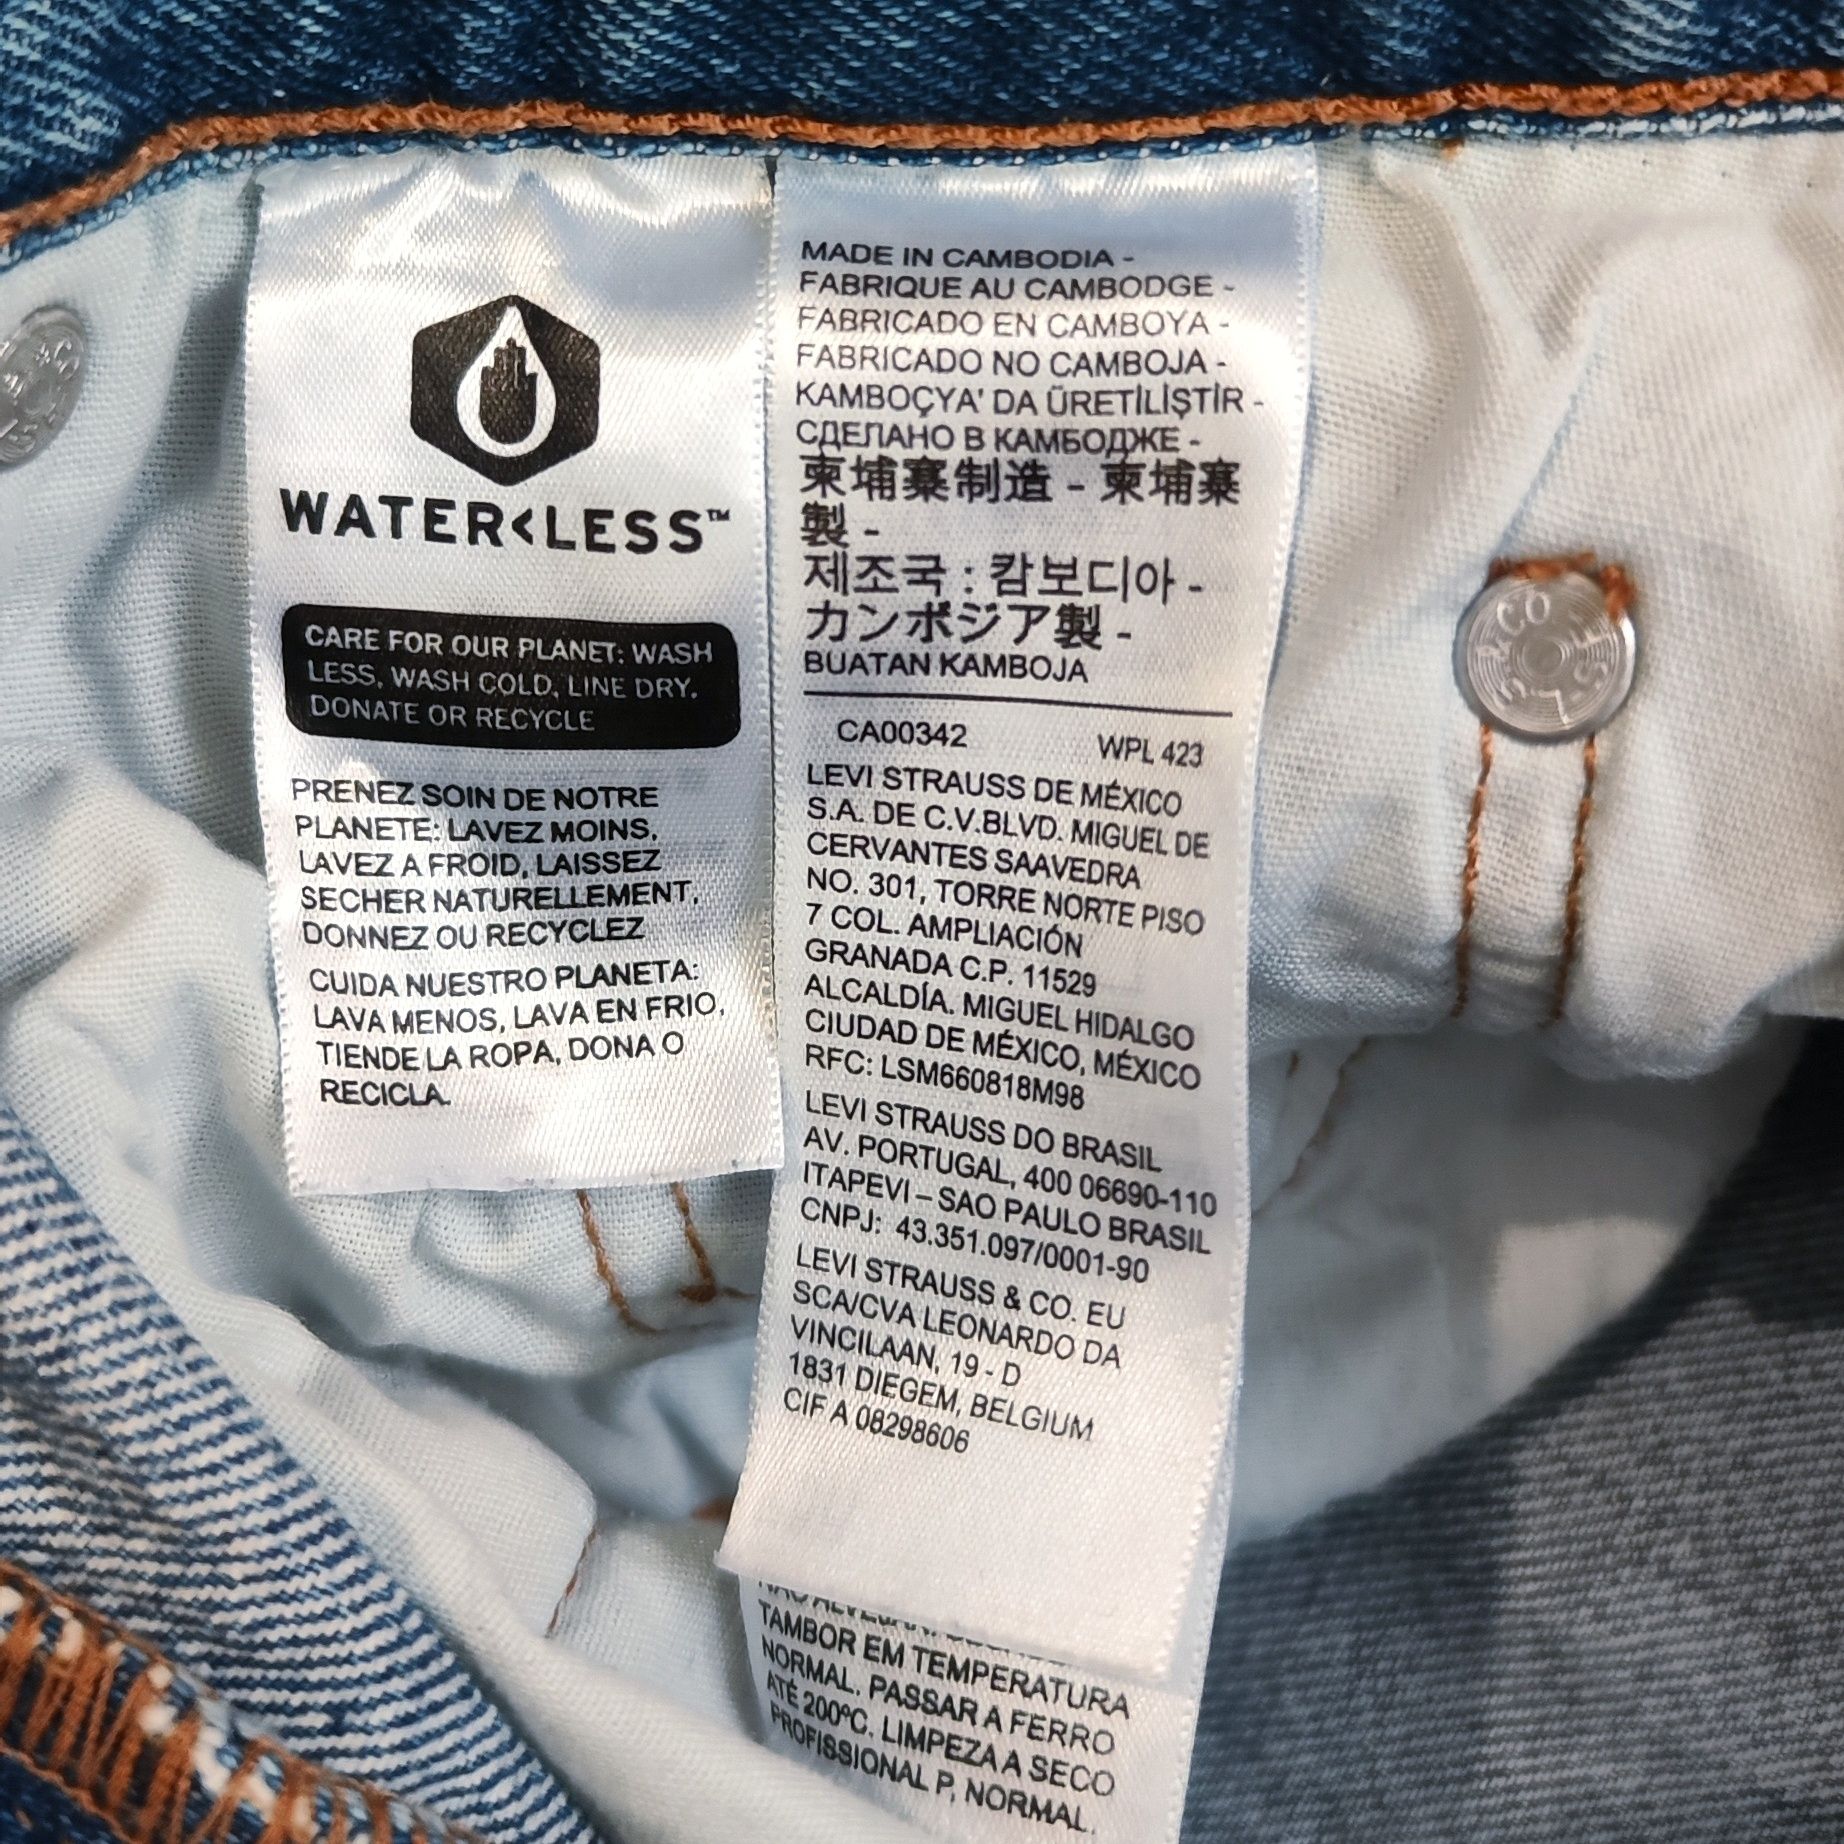 WATER<LESS™
CARE FOR OUR PLANET: WASH
LESS, WASH COLD, LINE DRY,
DONATE OR RECYCLE
PRENEZ SOIN DE NOTRE
PLANETE: LAVEZ MOINS,
LAVEZ A FROID, LAISSEZ
SECHER NATURELLEMENT,
DONNEZ OU RECYCLEZ
CUIDA NUESTRO PLANETA:
LAVA MENOS, LAVA EN FRIO,
TIENDE LA ROPA, DONA O
RECICLA.
MADE IN CAMBODIA -
FABRIQUE AU CAMBODGE -
FABRICADO EN CAMBOYA -
FABRICADO NO CAMBOJA -
KAMBOÇYA' DA ÜRETİLİŞTİR -
СДЕЛАНО В КАМБОДЖЕ -
柬埔寨制造 - 柬埔寨
製 -
제조국 : 캄보디아 -
カンボジア製 -
BUATAN KAMBOJA
CA00342 WPL 423
LEVI STRAUSS DE MÉXICO
S.A. DE C.V.BLVD. MIGUEL DE
CERVANTES SAAVEDRA
NO. 301, TORRE NORTE PISO
7 COL. AMPLIACIÓN
GRANADA C.P. 11529
ALCALDÍA. MIGUEL HIDALGO
CIUDAD DE MÉXICO, MÉXICO
RFC: LSM660818M98
LEVI STRAUSS DO BRASIL
AV. PORTUGAL, 400 06690-110
ITAPEVI – SAO PAULO BRASIL
CNPJ: 43.351.097/0001-90
LEVI STRAUSS & CO. EU
SCA/CVA LEONARDO DA
VINCILAAN, 19 - D
1831 DIEGEM, BELGIUM
CIF A 08298606
TAMBOR EM TEMPERATURA
NORMAL. PASSAR A FERRO
ATÉ 200ºC. LIMPEZA A SECO
PROFISSIONAL P, NORMAL.
L.S. & CO